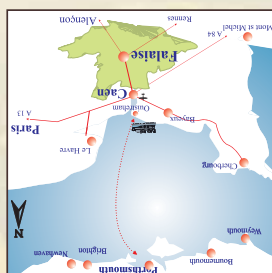 Portsmouth
Newhaven
Brighton
Bournemouth
Weymouth
N
Cherbourg
Le Havre
Paris
Bayeux
Ouistreham
A 13
Caen
Falaise
Mont st Michel
A 84
Rennes
Alençon